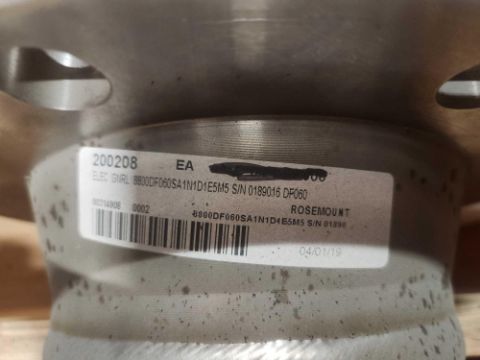 200208 EA
ELEC GNRL 8800DF060SA1N1D1E5M5 S/N 0189016 DF060
0002 ROSEMOUNT
8800DF060SA1N1D1E5M5 S/N 01890
04/01/19